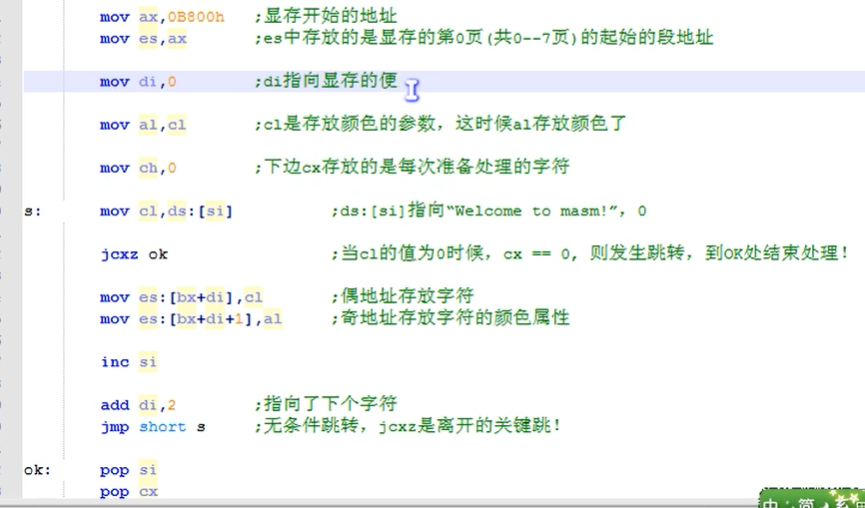 mov ax,0B800h ;显存开始的地址
mov es,ax ;es中存放的是显存的第0页(共0--7页)的起始的段地址
mov di,0 ;di指向显存的便
mov al,cl ;cl是存放颜色的参数，这时候al存放颜色了
mov ch,0 ;下边cx存放的是每次准备处理的字符
s: mov cl,ds:[si] ;ds:[si]指向“Welcome to masm!”，0
jcxz ok ;当cl的值为0时候，cx == 0, 则发生跳转，到OK处结束处理！
mov es:[bx+di],cl ;偶地址存放字符
mov es:[bx+di+1],al ;奇地址存放字符的颜色属性
inc si
add di,2 ;指向了下个字符
jmp short s ;无条件跳转，jcxz是离开的关键跳！
ok: pop si
pop cx
中 简